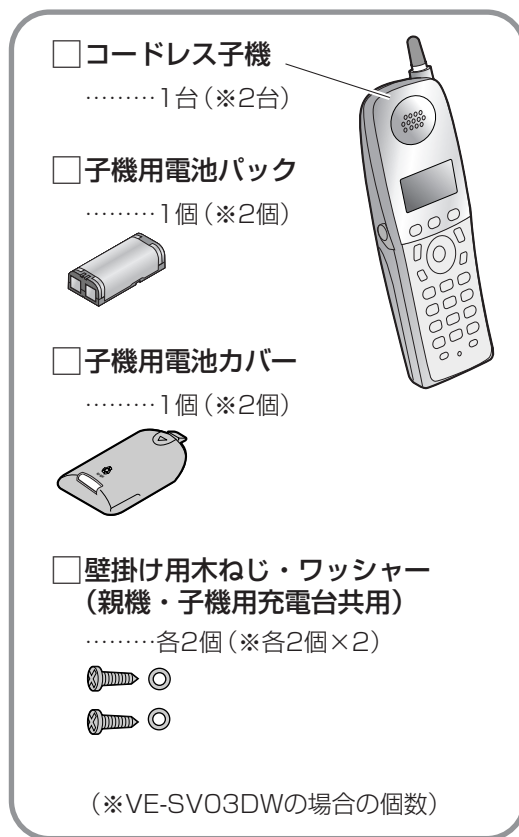 □コードレス子機
………1台(※2台)
□子機用電池パック
………1個(※2個)
□子機用電池カバー
………1個(※2個)
□壁掛け用木ねじ・ワッシャー
(親機・子機用充電台共用)
………各2個(※各2個×2)
(※VE-SV03DWの場合の個数)